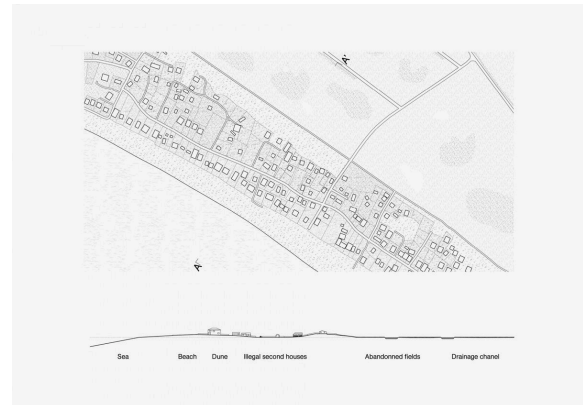 A'
A
Sea Beach Dune Illegal second houses Abandonned fields Drainage chanel